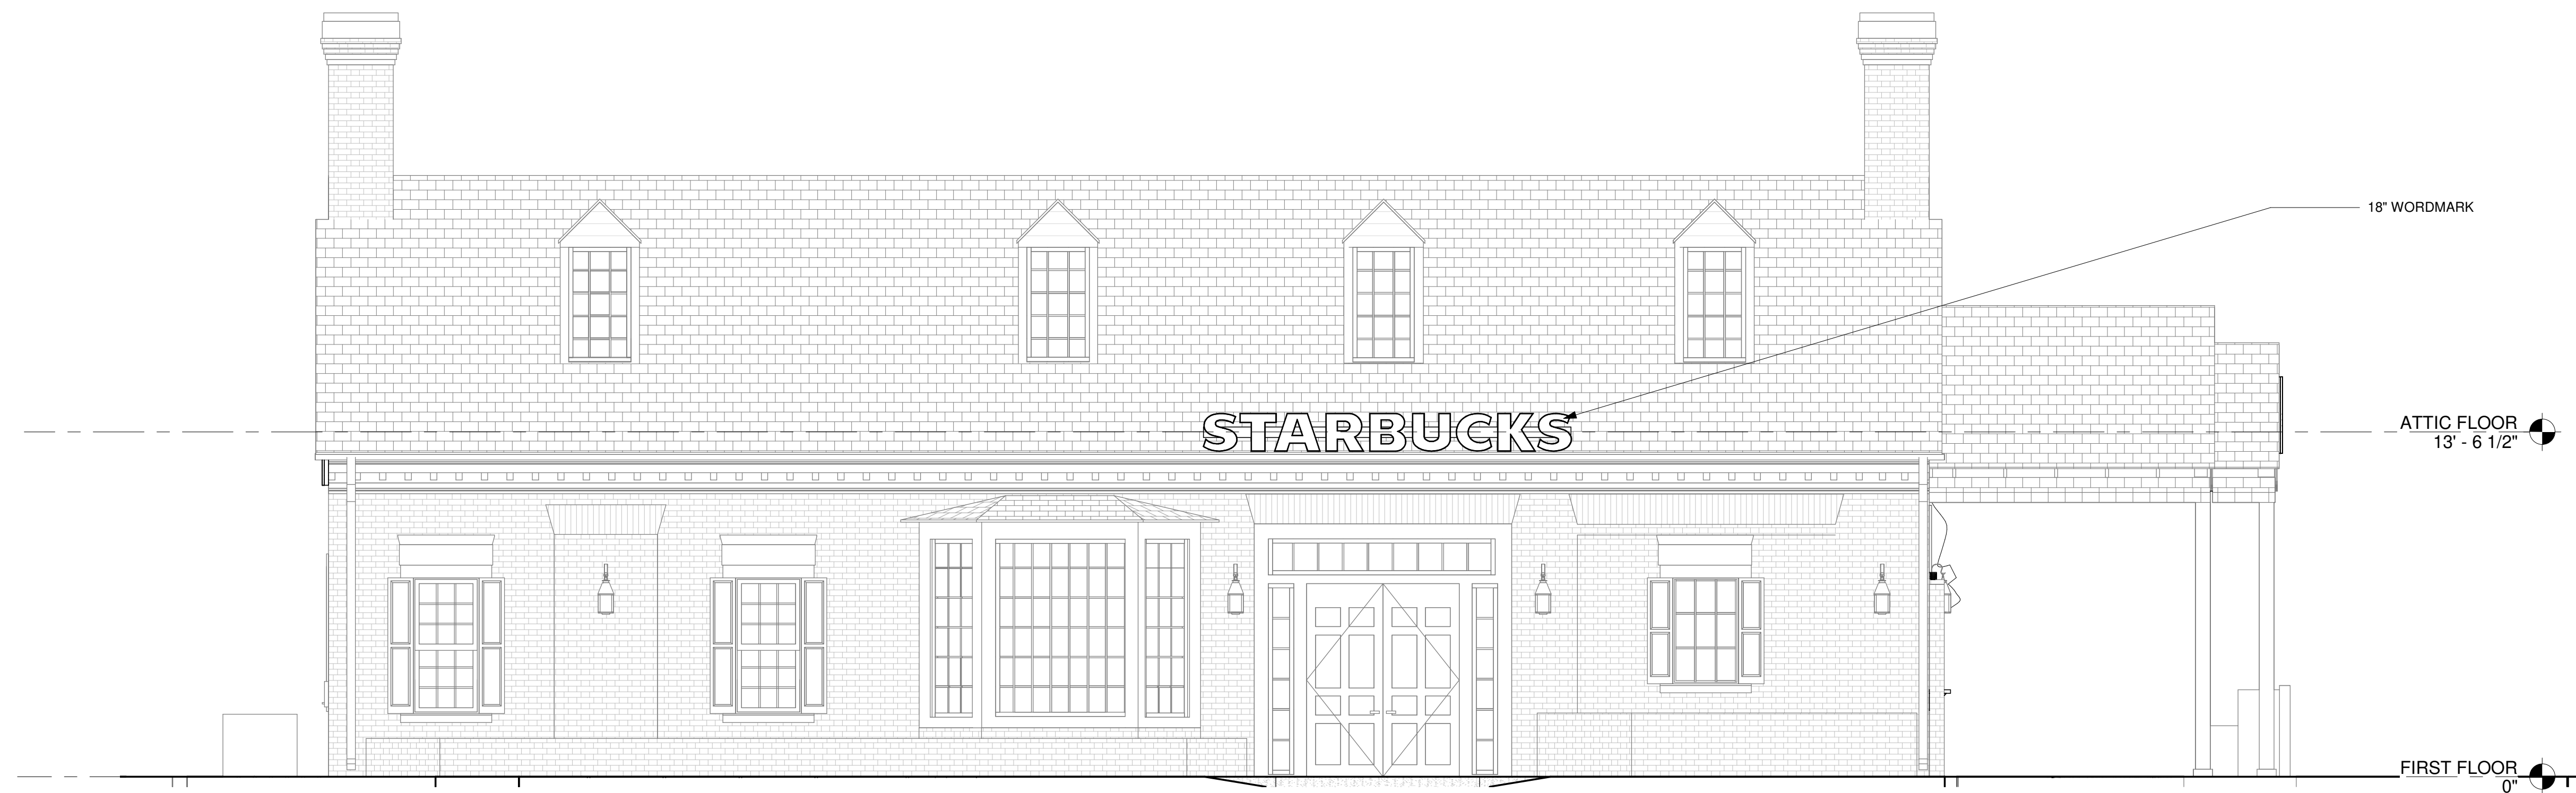 18" WORDMARK
STARBUCKS
ATTIC FLOOR
13' - 6 1/2"
FIRST FLOOR
0"